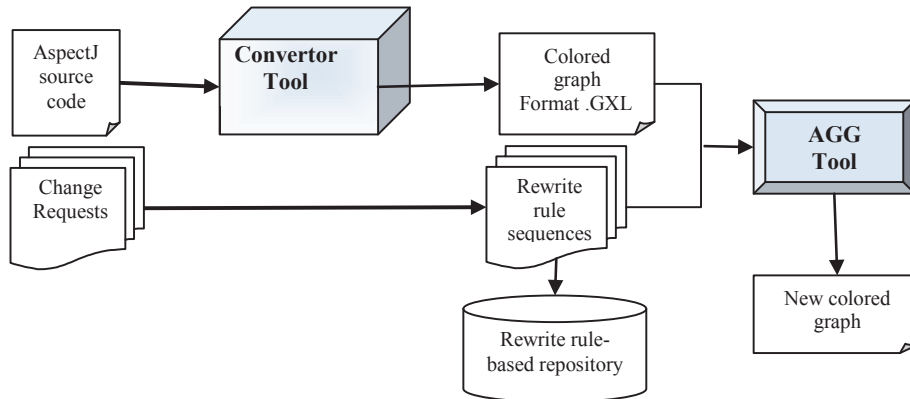 AspectJ
source
code
Convertor
Tool
Colored
graph
Format .GXL
AGG
Tool
Change
Requests
Rewrite
rule
sequences
New colored
graph
Rewrite rule-
based repository